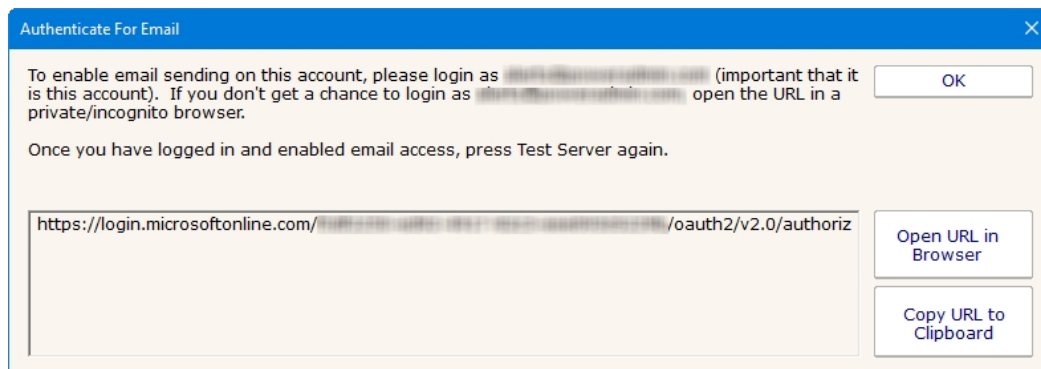 Authenticate For Email
To enable email sending on this account, please login as (important that it
is this account). If you don't get a chance to login as open the URL in a
private/incognito browser.
Once you have logged in and enabled email access, press Test Server again.
OK
https://login.microsoftonline.com/ /oauth2/v2.0/authoriz
Open URL in
Browser
Copy URL to
Clipboard